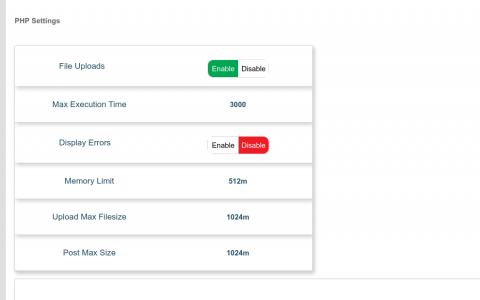 PHP Settings
File Uploads Enable Disable
Max Execution Time 3000
Display Errors Enable Disable
Memory Limit 512m
Upload Max Filesize 1024m
Post Max Size 1024m